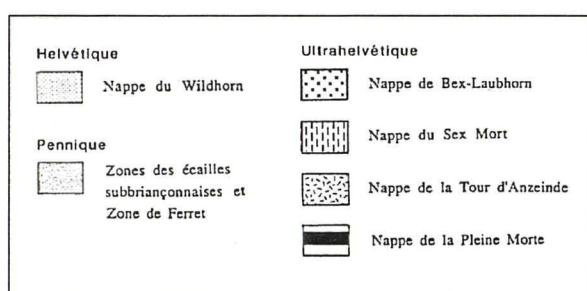 Helvétique
Nappe du Wildhorn
Pennique
Zones des écailles
subbriançonnaises et
Zone de Ferret
Ultrahelvétique
Nappe de Bex-Laubhorn
Nappe du Sex Mort
Nappe de la Tour d'Anzeinde
Nappe de la Pleine Morte